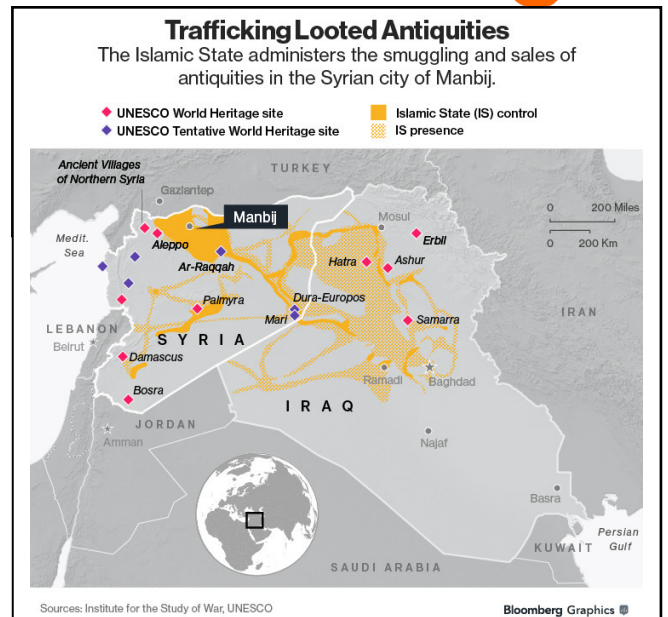 Trafficking Looted Antiquities
The Islamic State administers the smuggling and sales of
antiquities in the Syrian city of Manbij.
UNESCO World Heritage site
UNESCO Tentative World Heritage site
Islamic State (IS) control
IS presence
Ancient Villages
of Northern Syria
TURKEY
Gaziantep
Manbij
Mosul
0 200 Miles
0 200 Km
Medit.
Sea
Aleppo
Erbil
Ar-Raqqah
Hatra
Ashur
Palmyra
Dura-Europos
Mari
Samarra
IRAN
LEBANON
Beirut
SYRIA
Damascus
Ramadi
Baghdad
Bosra
IRAQ
JORDAN
Amman
Najaf
Basra
Persian
Gulf
KUWAIT
SAUDI ARABIA
Sources: Institute for the Study of War, UNESCO
Bloomberg Graphics